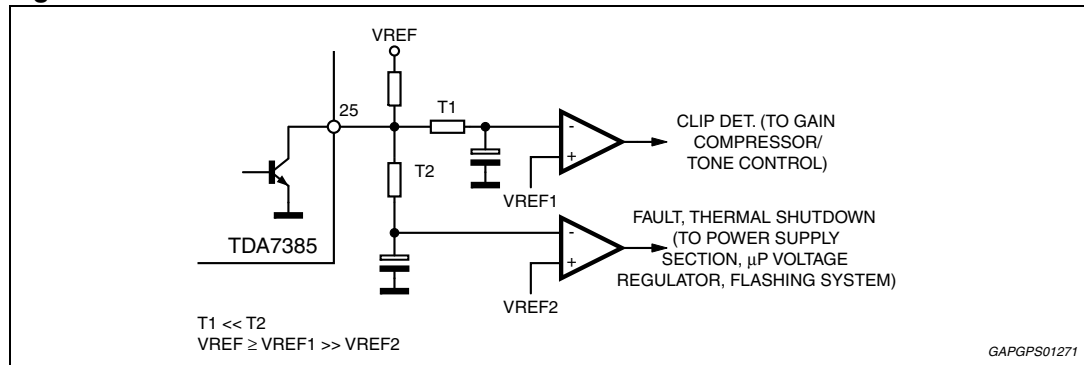 VREF
25
T1
-
+
VREF1
CLIP DET. (TO GAIN
COMPRESSOR/
TONE CONTROL)
T2
TDA7385
-
+
VREF2
FAULT, THERMAL SHUTDOWN
(TO POWER SUPPLY
SECTION, µP VOLTAGE
REGULATOR, FLASHING SYSTEM)
T1 << T2
VREF ≥ VREF1 >> VREF2
GAPGPS01271